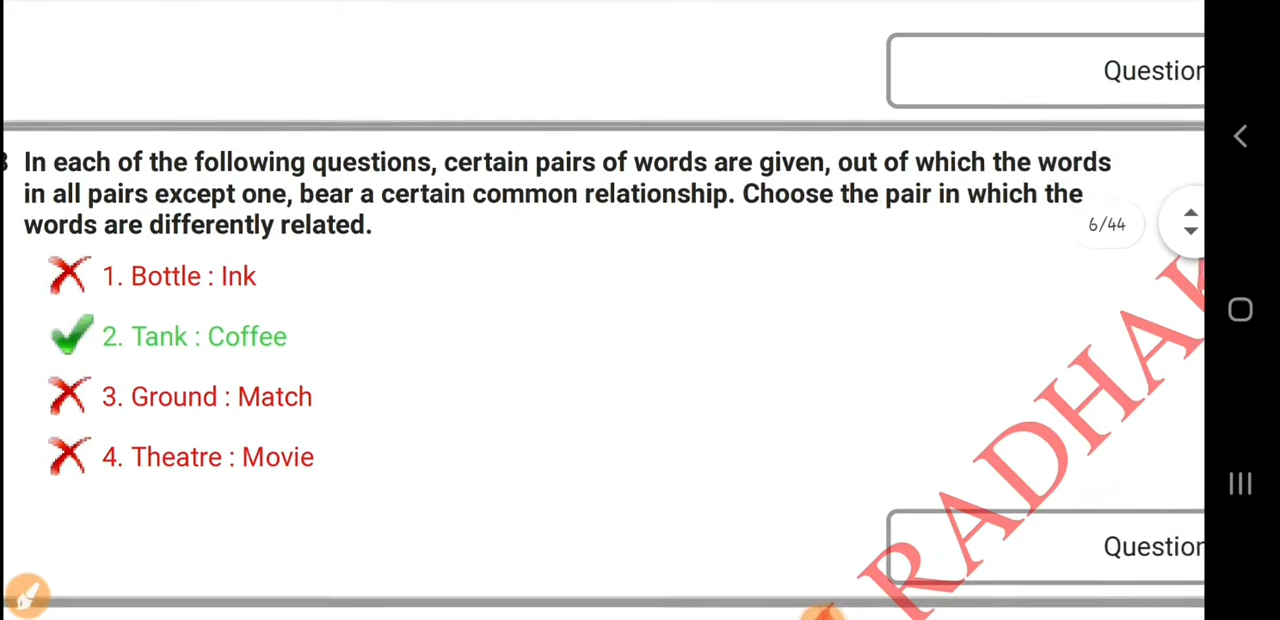 Question
In each of the following questions, certain pairs of words are given, out of which the words
in all pairs except one, bear a certain common relationship. Choose the pair in which the
words are differently related.
6/44
1. Bottle : Ink
2. Tank : Coffee
3. Ground : Match
4. Theatre : Movie
RADHAK
Question